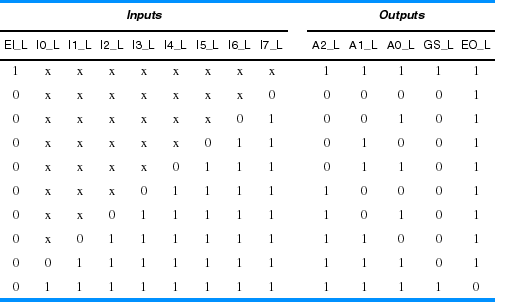 Inputs Outputs
EI_L I0_L I1_L I2_L I3_L I4_L I5_L I6_L I7_L A2_L A1_L A0_L GS_L EO_L
1 x x x x x x x x 1 1 1 1 1
0 x x x x x x x 0 0 0 0 0 1
0 x x x x x x 0 1 0 0 1 0 1
0 x x x x x 0 1 1 0 1 0 0 1
0 x x x x 0 1 1 1 0 1 1 0 1
0 x x x 0 1 1 1 1 1 0 0 0 1
0 x x 0 1 1 1 1 1 1 0 1 0 1
0 x 0 1 1 1 1 1 1 1 1 0 0 1
0 0 1 1 1 1 1 1 1 1 1 1 0 1
0 1 1 1 1 1 1 1 1 1 1 1 1 0